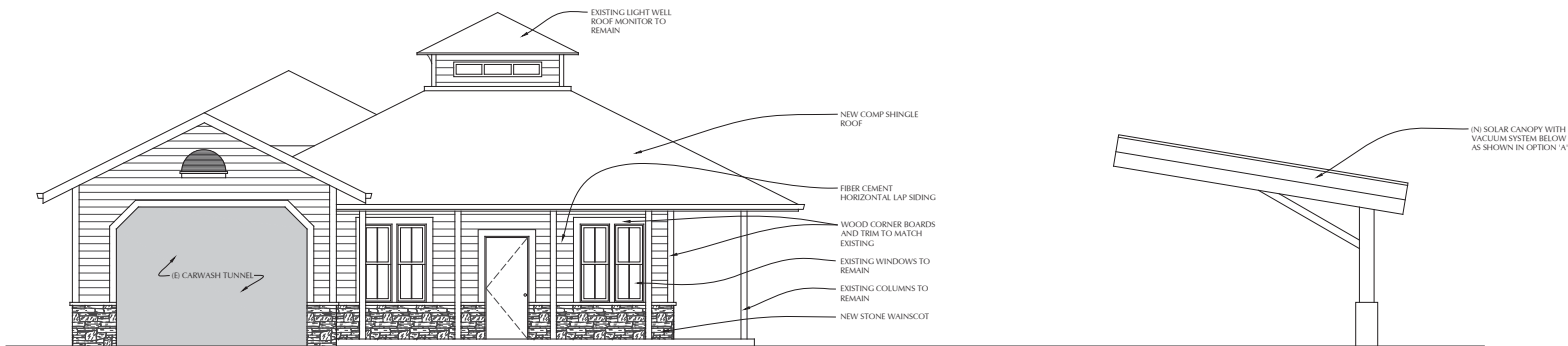 EXISTING LIGHT WELL
ROOF MONITOR TO
REMAIN
NEW COMP SHINGLE
ROOF
(N) SOLAR CANOPY WITH
VACUUM SYSTEM BELOW
AS SHOWN IN OPTION 'A'
FIBER CEMENT
HORIZONTAL LAP SIDING
WOOD CORNER BOARDS
AND TRIM TO MATCH
EXISTING
EXISTING WINDOWS TO
REMAIN
(E) CARWASH TUNNEL
EXISTING COLUMNS TO
REMAIN
NEW STONE WAINSCOT